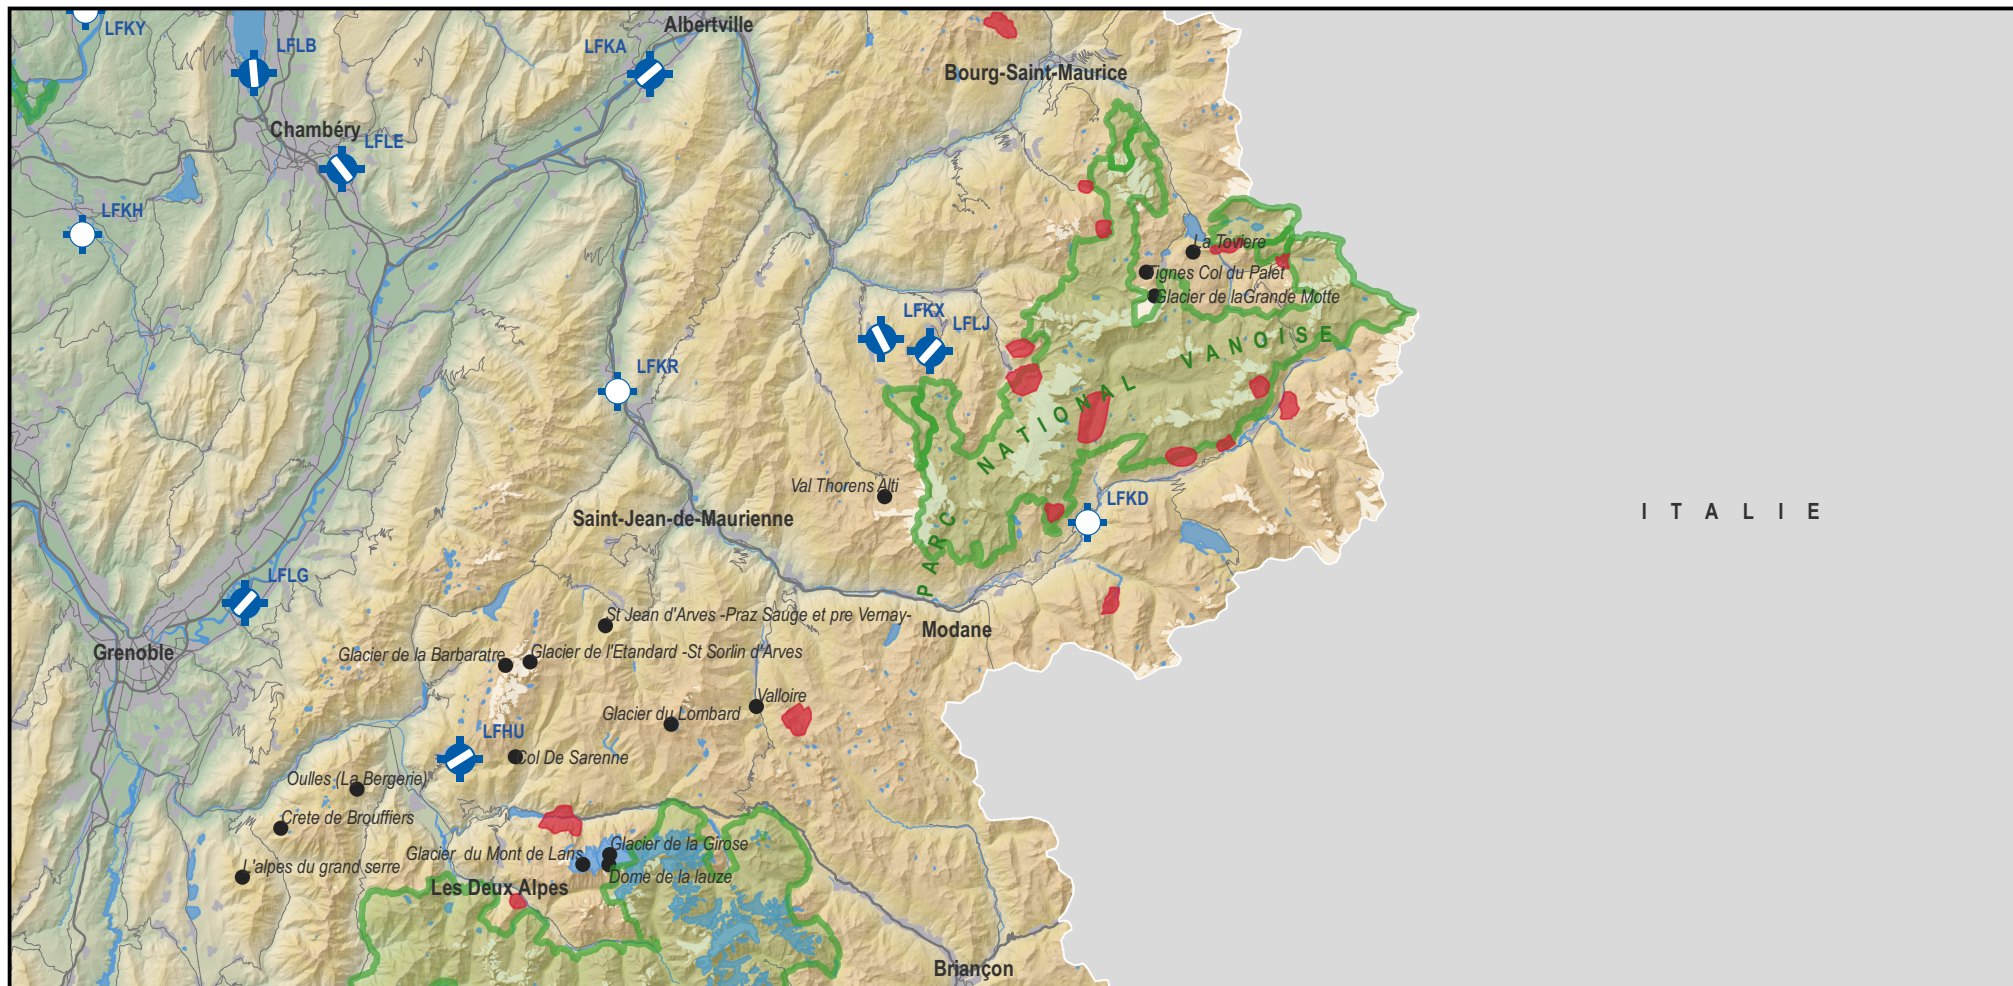 LFKY
Albertville
LFLB
LFKA
Bourg-Saint-Maurice
Chambéry
LFLE
LFKH
La Toviere
Tignes Col du Palet
Glacier de laGrande Motte
LFKX
LFLJ
PARC NATIONAL VANOISE
LFKR
Val Thorens Alti
LFKD
ITALIE
Saint-Jean-de-Maurienne
LFLG
St Jean d'Arves -Praz Sauge et pre Vernay-
Modane
Grenoble
Glacier de la Barbaratre
Glacier de l'Etandard -St Sorlin d'Arves
Valloire
Glacier du Lombard
LFHU
Col De Sarenne
Oulles (La Bergerie)
Crete de Brouffiers
Glacier de la Girose
Glacier du Mont de Lans
L'alpes du grand serre
Dome de la lauze
Les Deux Alpes
Briançon